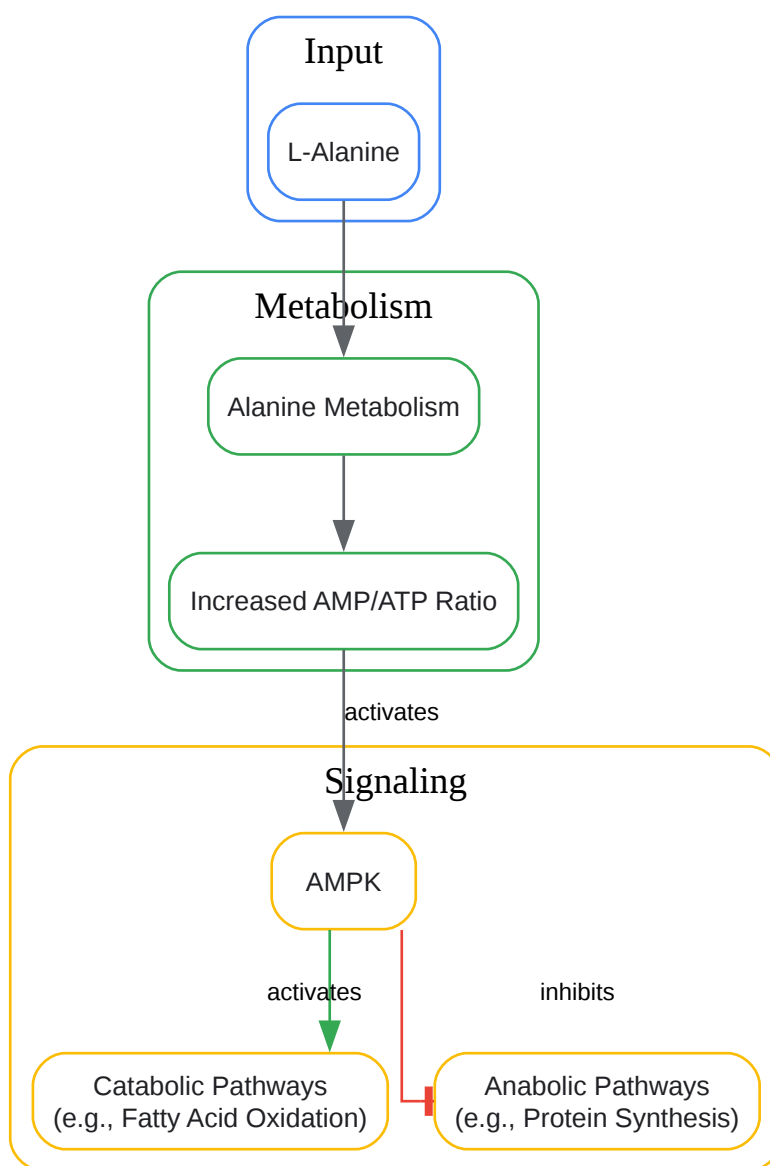 Input
L-Alanine
Metabolism
Alanine Metabolism
Increased AMP/ATP Ratio
activates
Signaling
AMPK
activates
inhibits
Catabolic Pathways
(e.g., Fatty Acid Oxidation)
Anabolic Pathways
(e.g., Protein Synthesis)